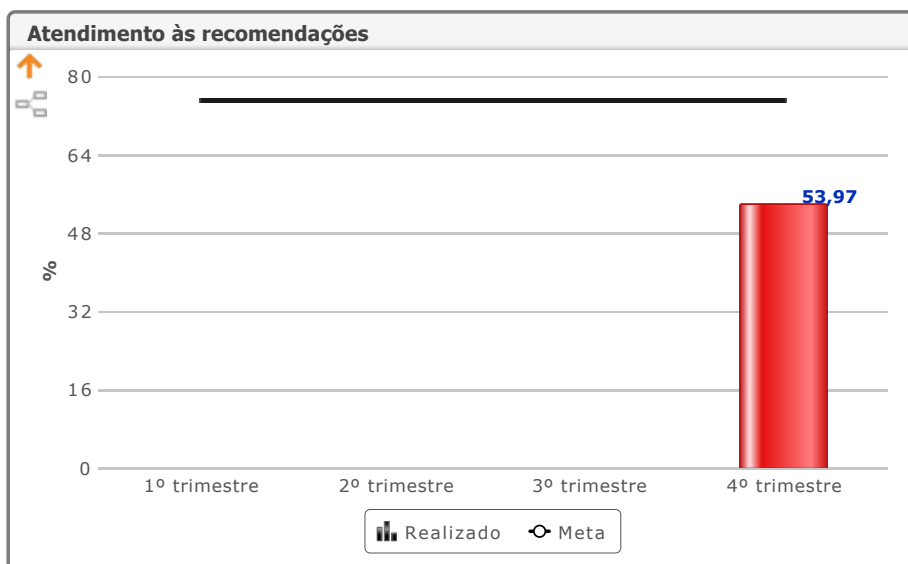 Atendimento às recomendações
80
64
53,97
48
%
32
16
0
1º trimestre 2º trimestre 3º trimestre 4º trimestre
Realizado Meta